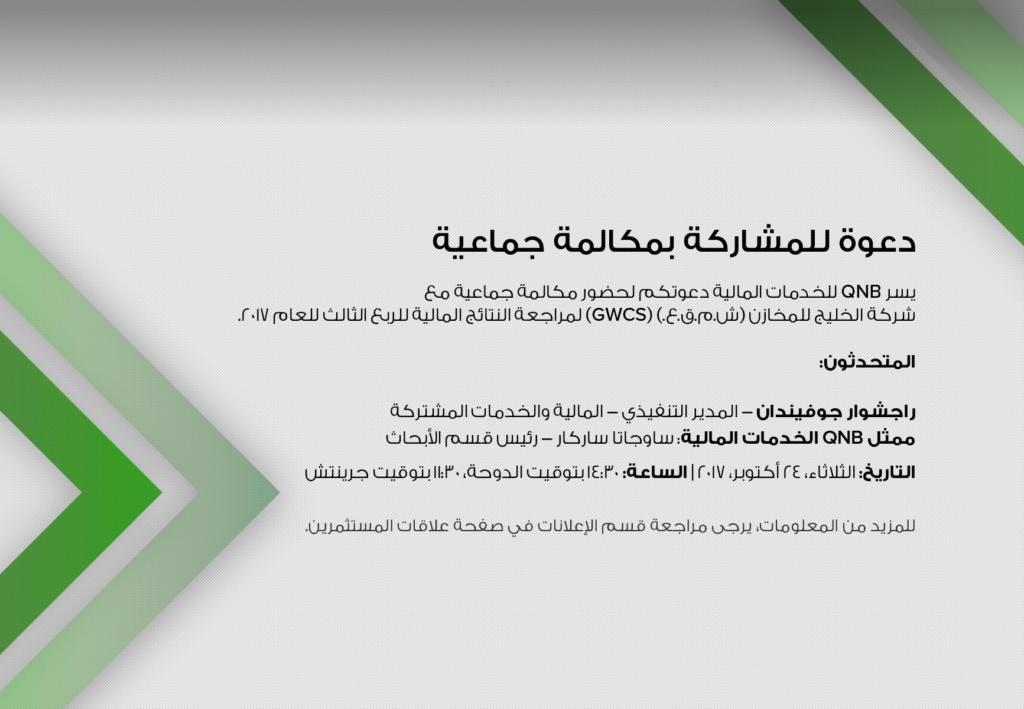 دعوة للمشاركة بمكالمة جماعية
يسر QNB للخدمات المالية دعوتكم لحضور مكالمة جماعية مع
شركة الخليج للمخازن (ش.م.ق.ع.) (GWCS) لمراجعة النتائج المالية للربع الثالث للعام ٢٠١٧.
المتحدثون:
راجشوار جوفيندان – المدير التنفيذي – المالية والخدمات المشتركة
ممثل QNB الخدمات المالية: ساوجاتا ساركار – رئيس قسم الأبحاث
التاريخ: الثلاثاء، ٢٤ أكتوبر، ٢٠١٧ | الساعة: ١٤:٣٠ بتوقيت الدوحة، ١١:٣٠ بتوقيت جرينتش
للمزيد من المعلومات، يرجى مراجعة قسم الإعلانات في صفحة علاقات المستثمرين.